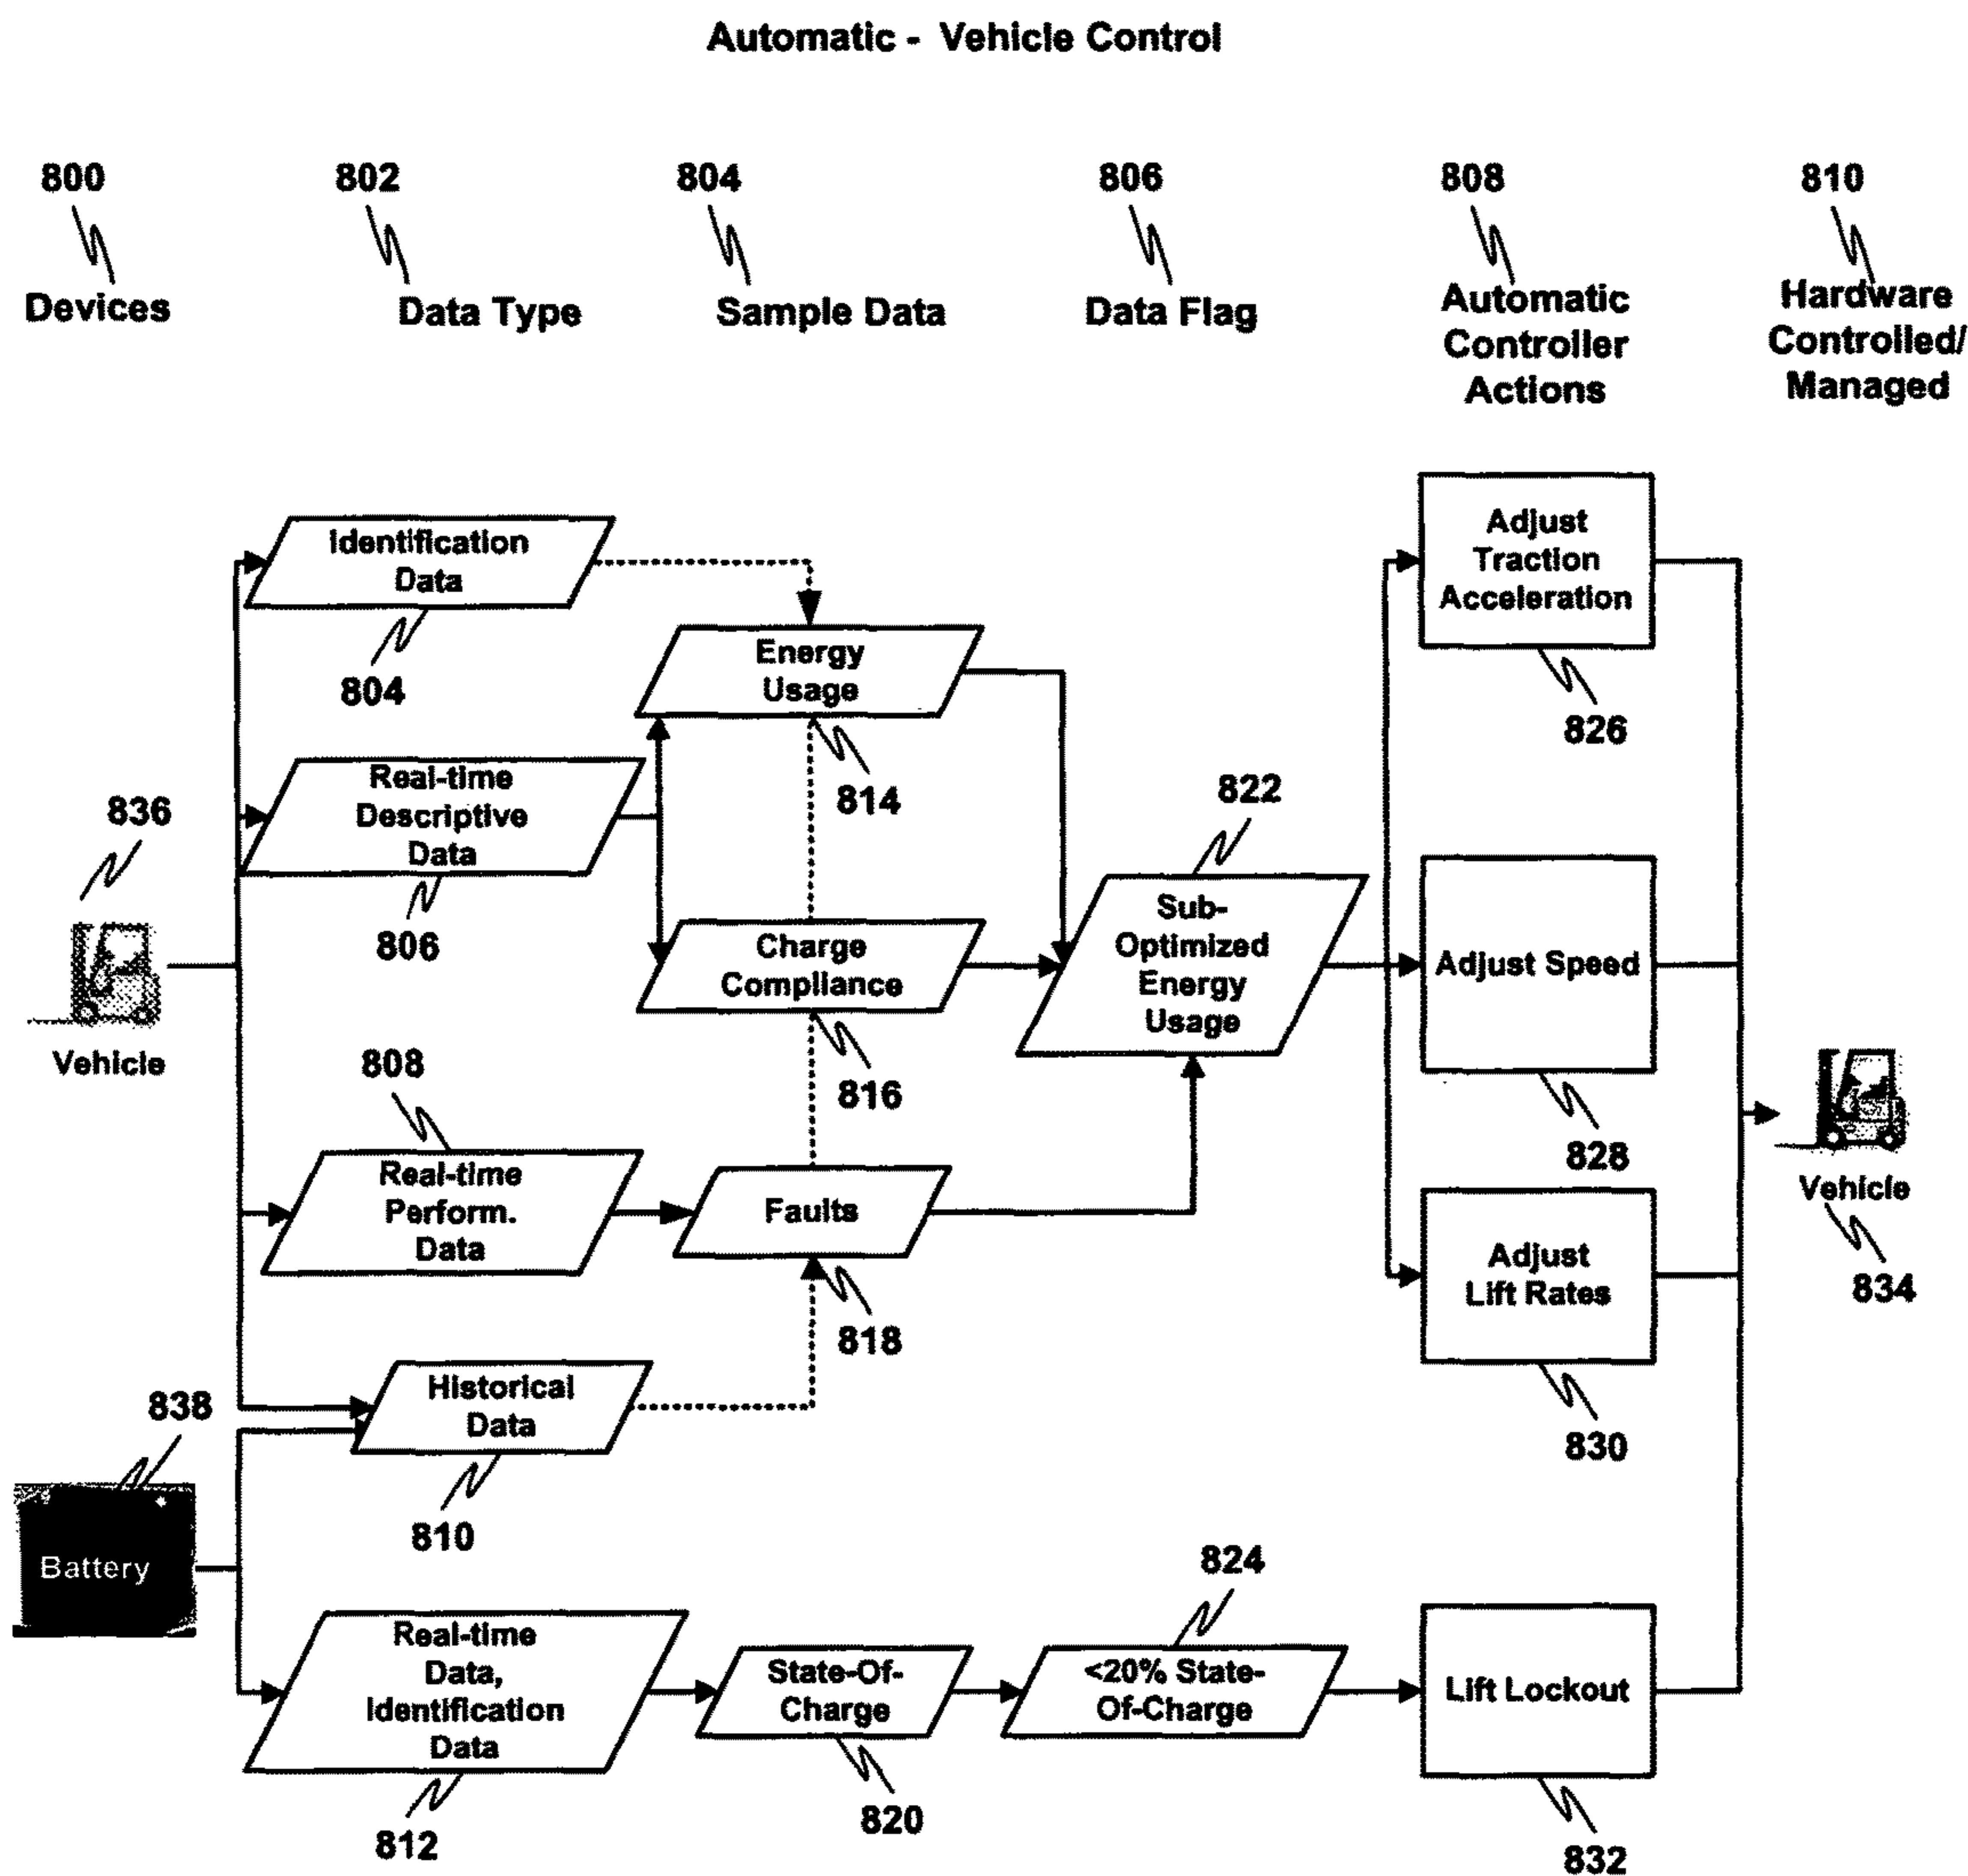 Automatic - Vehicle Control
800
802
804
806
808
810
Devices
Data Type
Sample Data
Data Flag
Automatic
Controller
Actions
Hardware
Controlled/
Managed
Identification
Data
804
Energy
Usage
814
Adjust
Traction
Acceleration
826
Real-time
Descriptive
Data
806
836
Vehicle
Charge
Compliance
816
822
Sub-
Optimized
Energy
Usage
Adjust Speed
828
808
Real-time
Perform.
Data
Faults
818
Adjust
Lift Rates
830
Vehicle
834
Historical
Data
810
838
Battery
Real-time
Data,
Identification
Data
812
State-Of-
Charge
820
824
<20% State-
Of-Charge
Lift Lockout
832